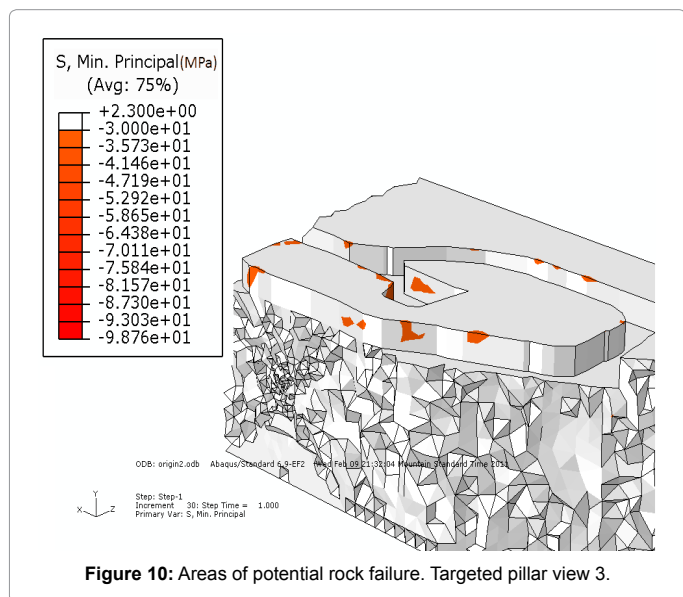 S, Min. Principal(MPa)
(Avg: 75%)
+2.300e+00
-3.000e+01
-3.573e+01
-4.146e+01
-4.719e+01
-5.292e+01
-5.865e+01
-6.438e+01
-7.011e+01
-7.584e+01
-8.157e+01
-8.730e+01
-9.303e+01
-9.876e+01
ODB: origin2.odb Abaqus/Standard 6.9-EF2 Wed Feb 09 21:32:04 Mountain Standard Time 2011
Y
X Z
Step: Step-1
Increment 30: Step Time = 1.000
Primary Var: S, Min. Principal
Figure 10: Areas of potential rock failure. Targeted pillar view 3.